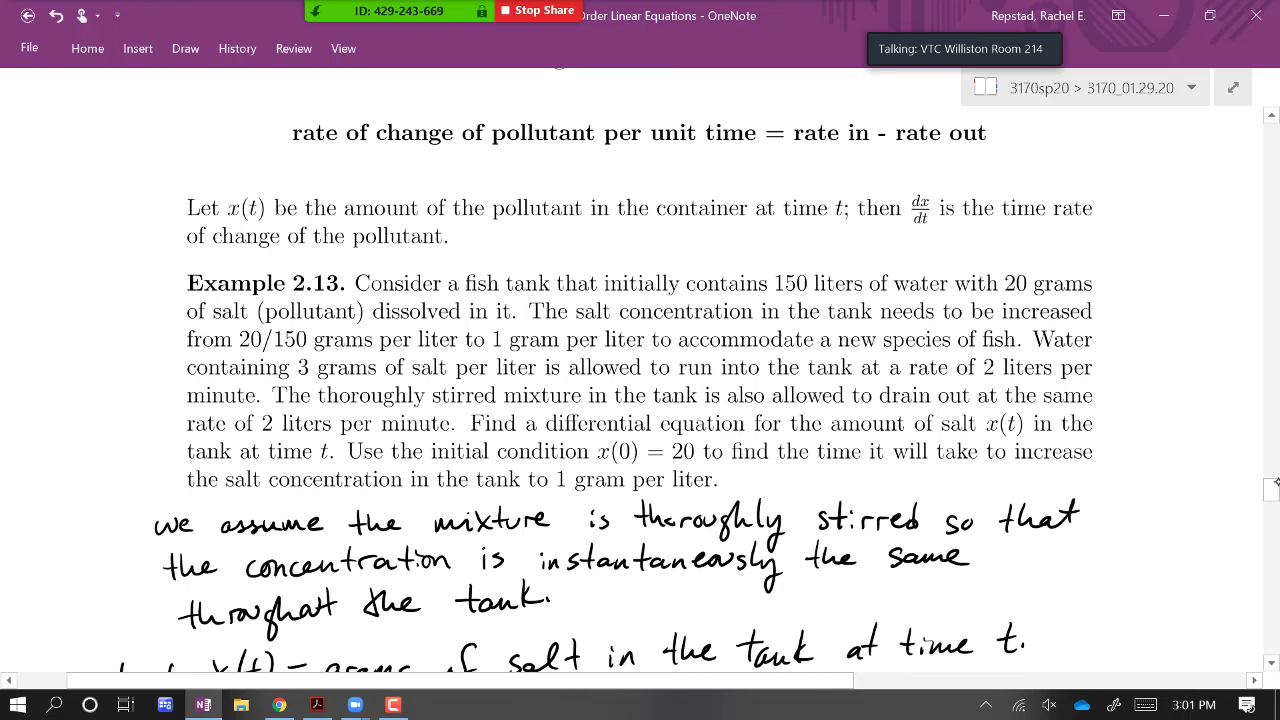 ID: 429-243-669
Stop Share
Order Linear Equations - OneNote
Repstad, Rachel E.
File
Home
Insert
Draw
History
Review
View
Talking: VTC Williston Room 214
3170sp20 > 3170_01.29.20
rate of change of pollutant per unit time = rate in - rate out
Let x(t) be the amount of the pollutant in the container at time t; then dx/dt is the time rate
of change of the pollutant.
Example 2.13. Consider a fish tank that initially contains 150 liters of water with 20 grams
of salt (pollutant) dissolved in it. The salt concentration in the tank needs to be increased
from 20/150 grams per liter to 1 gram per liter to accommodate a new species of fish. Water
containing 3 grams of salt per liter is allowed to run into the tank at a rate of 2 liters per
minute. The thoroughly stirred mixture in the tank is also allowed to drain out at the same
rate of 2 liters per minute. Find a differential equation for the amount of salt x(t) in the
tank at time t. Use the initial condition x(0) = 20 to find the time it will take to increase
the salt concentration in the tank to 1 gram per liter.
we assume the mixture is thoroughly stirred so that
the concentration is instantaneously the same
throughout the tank.
x(t) = grams of salt in the tank at time t.
3:01 PM